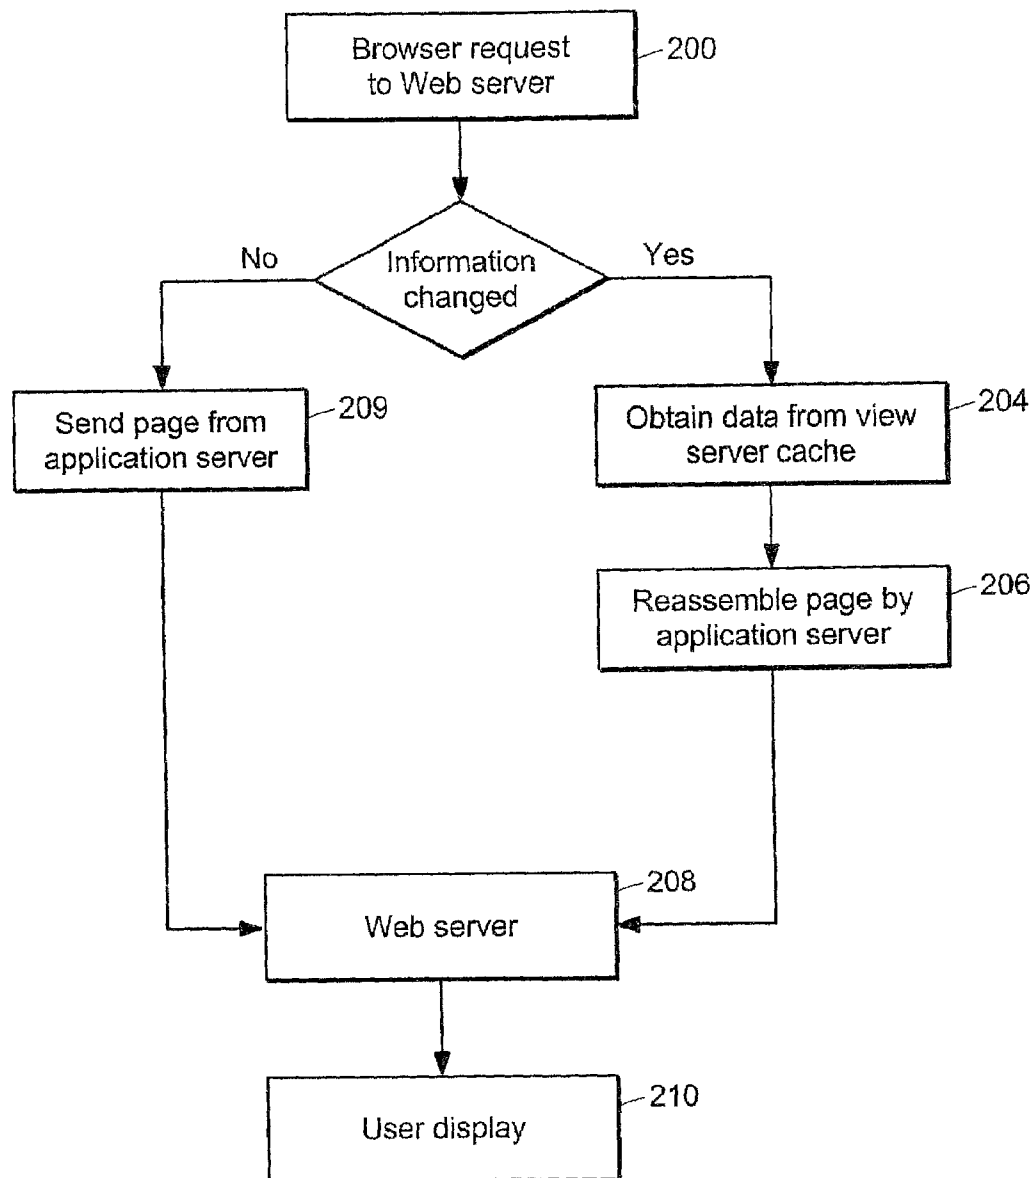 Browser request
to Web server
200
Information
changed
No
Yes
Send page from
application server
209
Obtain data from view
server cache
204
Reassemble page by
application server
206
Web server
208
User display
210